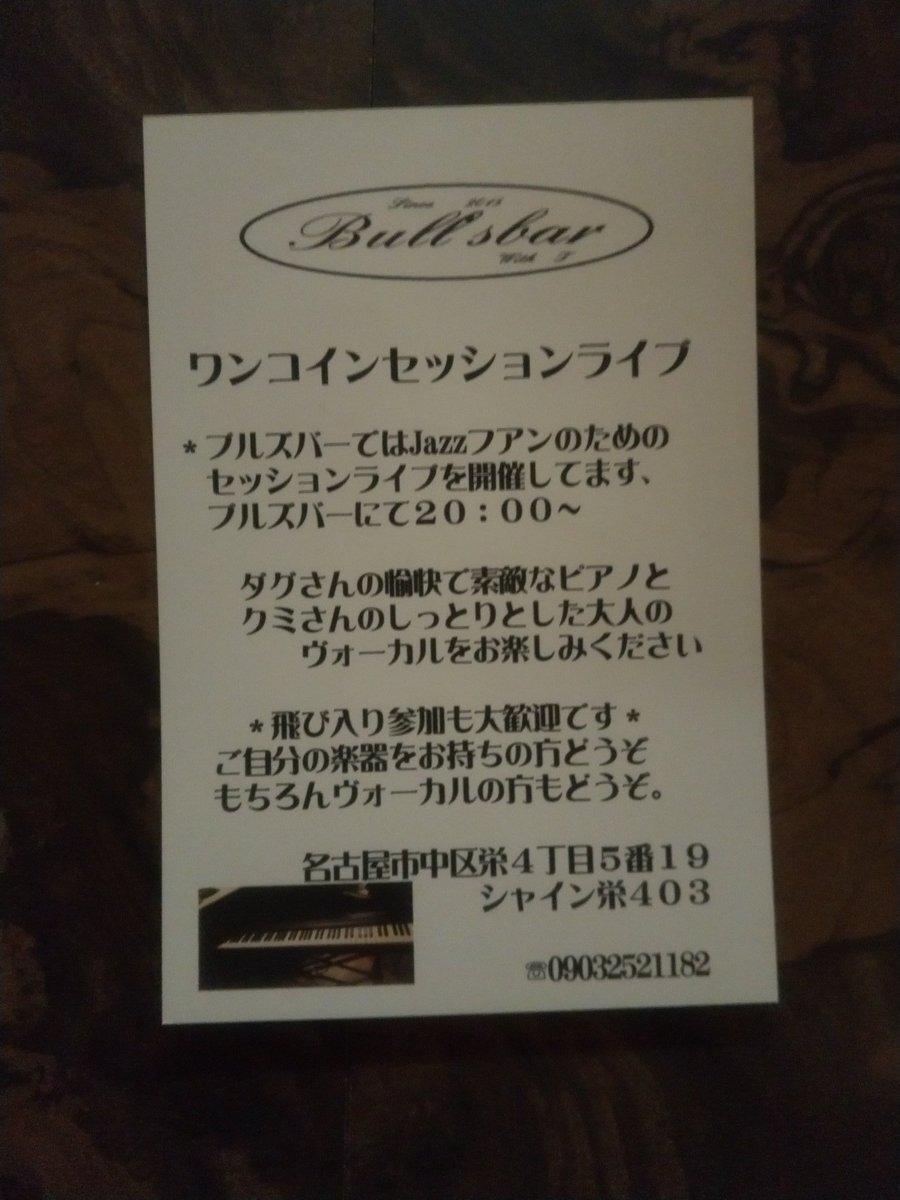 Since 2015
Bull'sbar
With T
ワンコインセッションライブ
*ブルズバーではJazzフアンのための
セッションライブを開催してます、
ブルズバーにて20：00～
ダグさんの愉快で素敵なピアノと
クミさんのしっとりとした大人の
ヴォーカルをお楽しみください
*飛び入り参加も大歓迎です*
ご自分の楽器をお持ちの方どうぞ
もちろんヴォーカルの方もどうぞ。
名古屋市中区栄4丁目5番19
シャイン栄403
☏09032521182